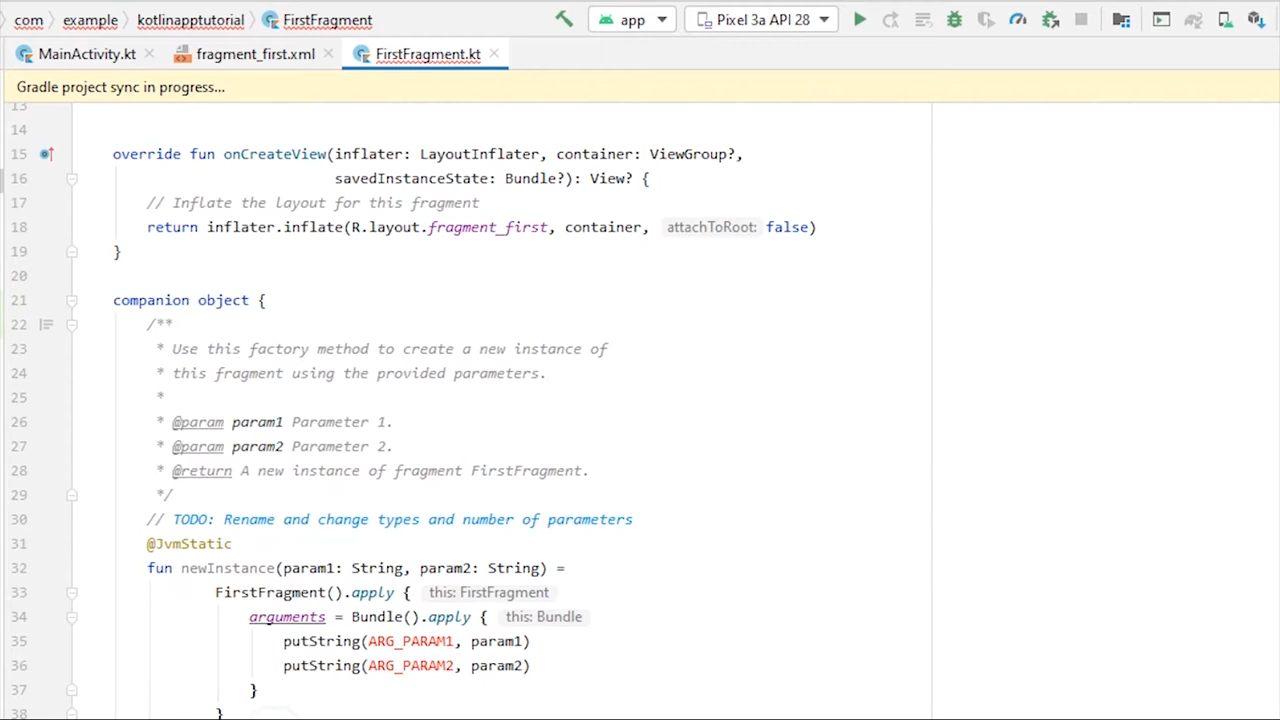 com example kotlinapptutorial FirstFragment app Pixel 3a API 28
MainActivity.kt fragment_first.xml FirstFragment.kt
Gradle project sync in progress...
13
14
15 override fun onCreateView(inflater: LayoutInflater, container: ViewGroup?,
16 savedInstanceState: Bundle?): View? {
17 // Inflate the layout for this fragment
18 return inflater.inflate(R.layout.fragment_first, container, attachToRoot: false)
19 }
20
21 companion object {
22 /**
23 * Use this factory method to create a new instance of
24 * this fragment using the provided parameters.
25 *
26 * @param param1 Parameter 1.
27 * @param param2 Parameter 2.
28 * @return A new instance of fragment FirstFragment.
29 */
30 // TODO: Rename and change types and number of parameters
31 @JvmStatic
32 fun newInstance(param1: String, param2: String) =
33 FirstFragment().apply { this: FirstFragment
34 arguments = Bundle().apply { this: Bundle
35 putString(ARG_PARAM1, param1)
36 putString(ARG_PARAM2, param2)
37 }
38 }